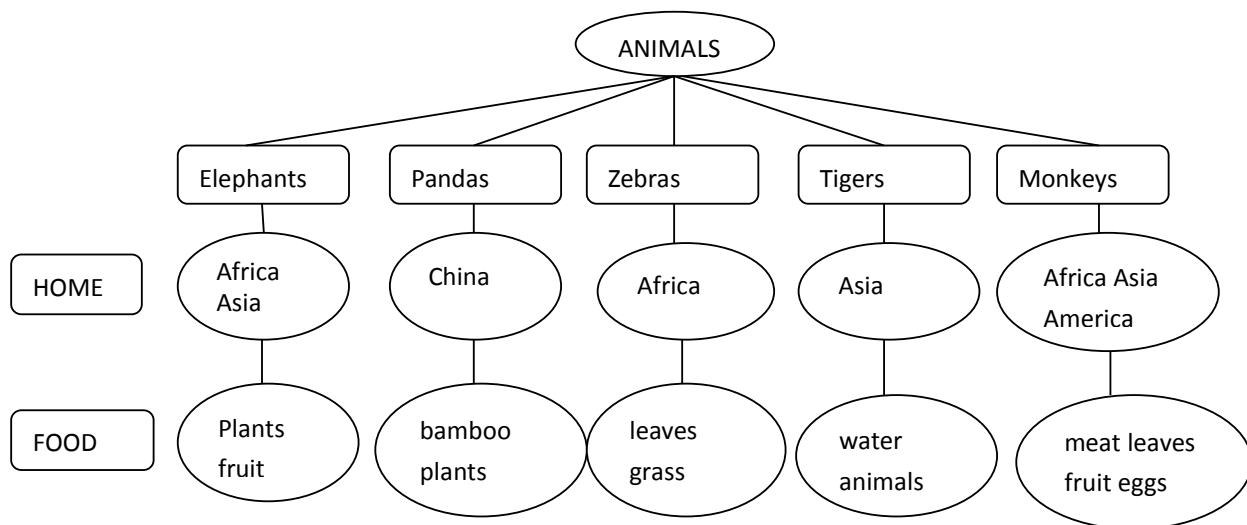 ANIMALS
Elephants
Pandas
Zebras
Tigers
Monkeys
HOME
Africa
Asia
China
Africa
Asia
Africa Asia
America
FOOD
Plants
fruit
bamboo
plants
leaves
grass
water
animals
meat leaves
fruit eggs